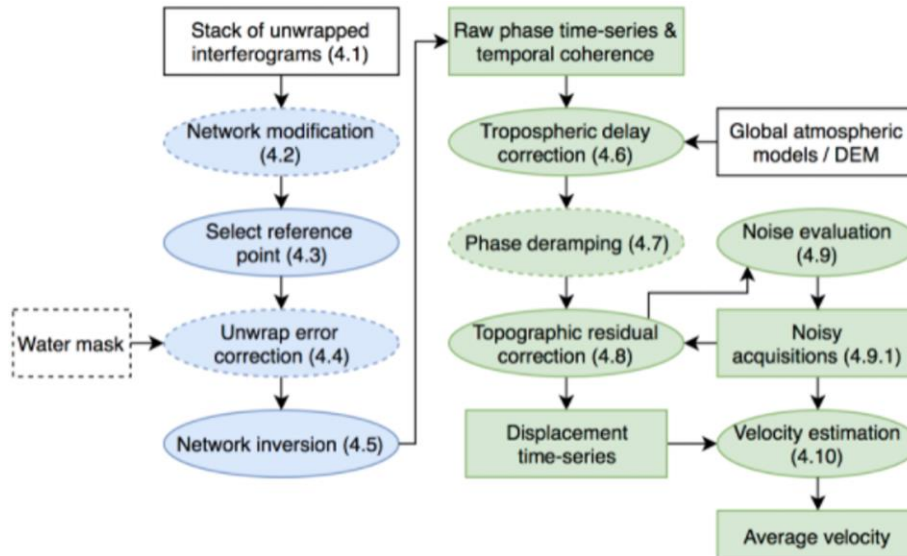 Stack of unwrapped
interferograms (4.1)
Network modification
(4.2)
Select reference
point (4.3)
Water mask
Unwrap error
correction (4.4)
Network inversion (4.5)
Raw phase time-series &
temporal coherence
Tropospheric delay
correction (4.6)
Global atmospheric
models / DEM
Phase deramping (4.7)
Noise evaluation
(4.9)
Topographic residual
correction (4.8)
Noisy
acquisitions (4.9.1)
Displacement
time-series
Velocity estimation
(4.10)
Average velocity